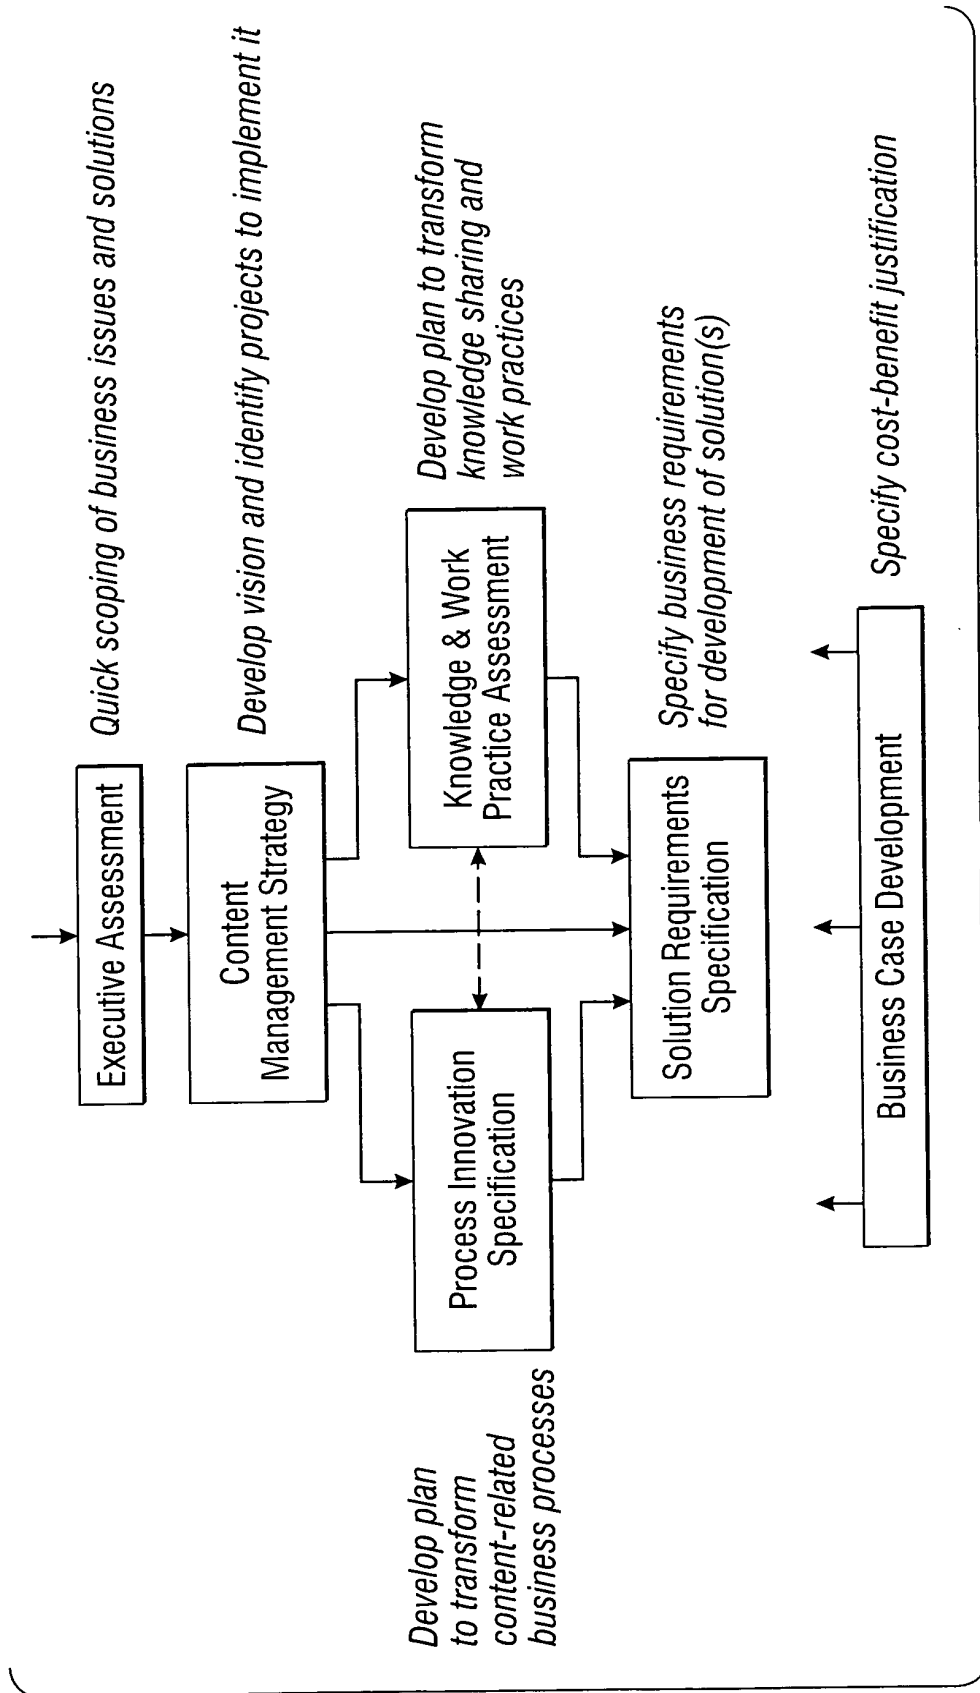 Executive Assessment
Quick scoping of business issues and solutions
Content
Management Strategy
Develop vision and identify projects to implement it
Develop plan
to transform
content-related
business processes
Process Innovation
Specification
Knowledge & Work
Practice Assessment
Develop plan to transform
knowledge sharing and
work practices
Solution Requirements
Specification
Specify business requirements
for development of solution(s)
Business Case Development
Specify cost-benefit justification